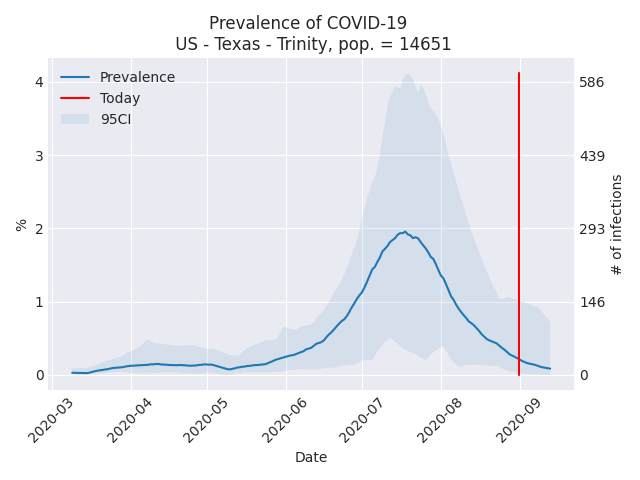 Prevalence of COVID-19
US - Texas - Trinity, pop. = 14651
Prevalence
Today
95CI
4
3
2
1
0
%
586
439
293
146
0
# of infections
2020-03
2020-04
2020-05
2020-06
2020-07
2020-08
2020-09
Date